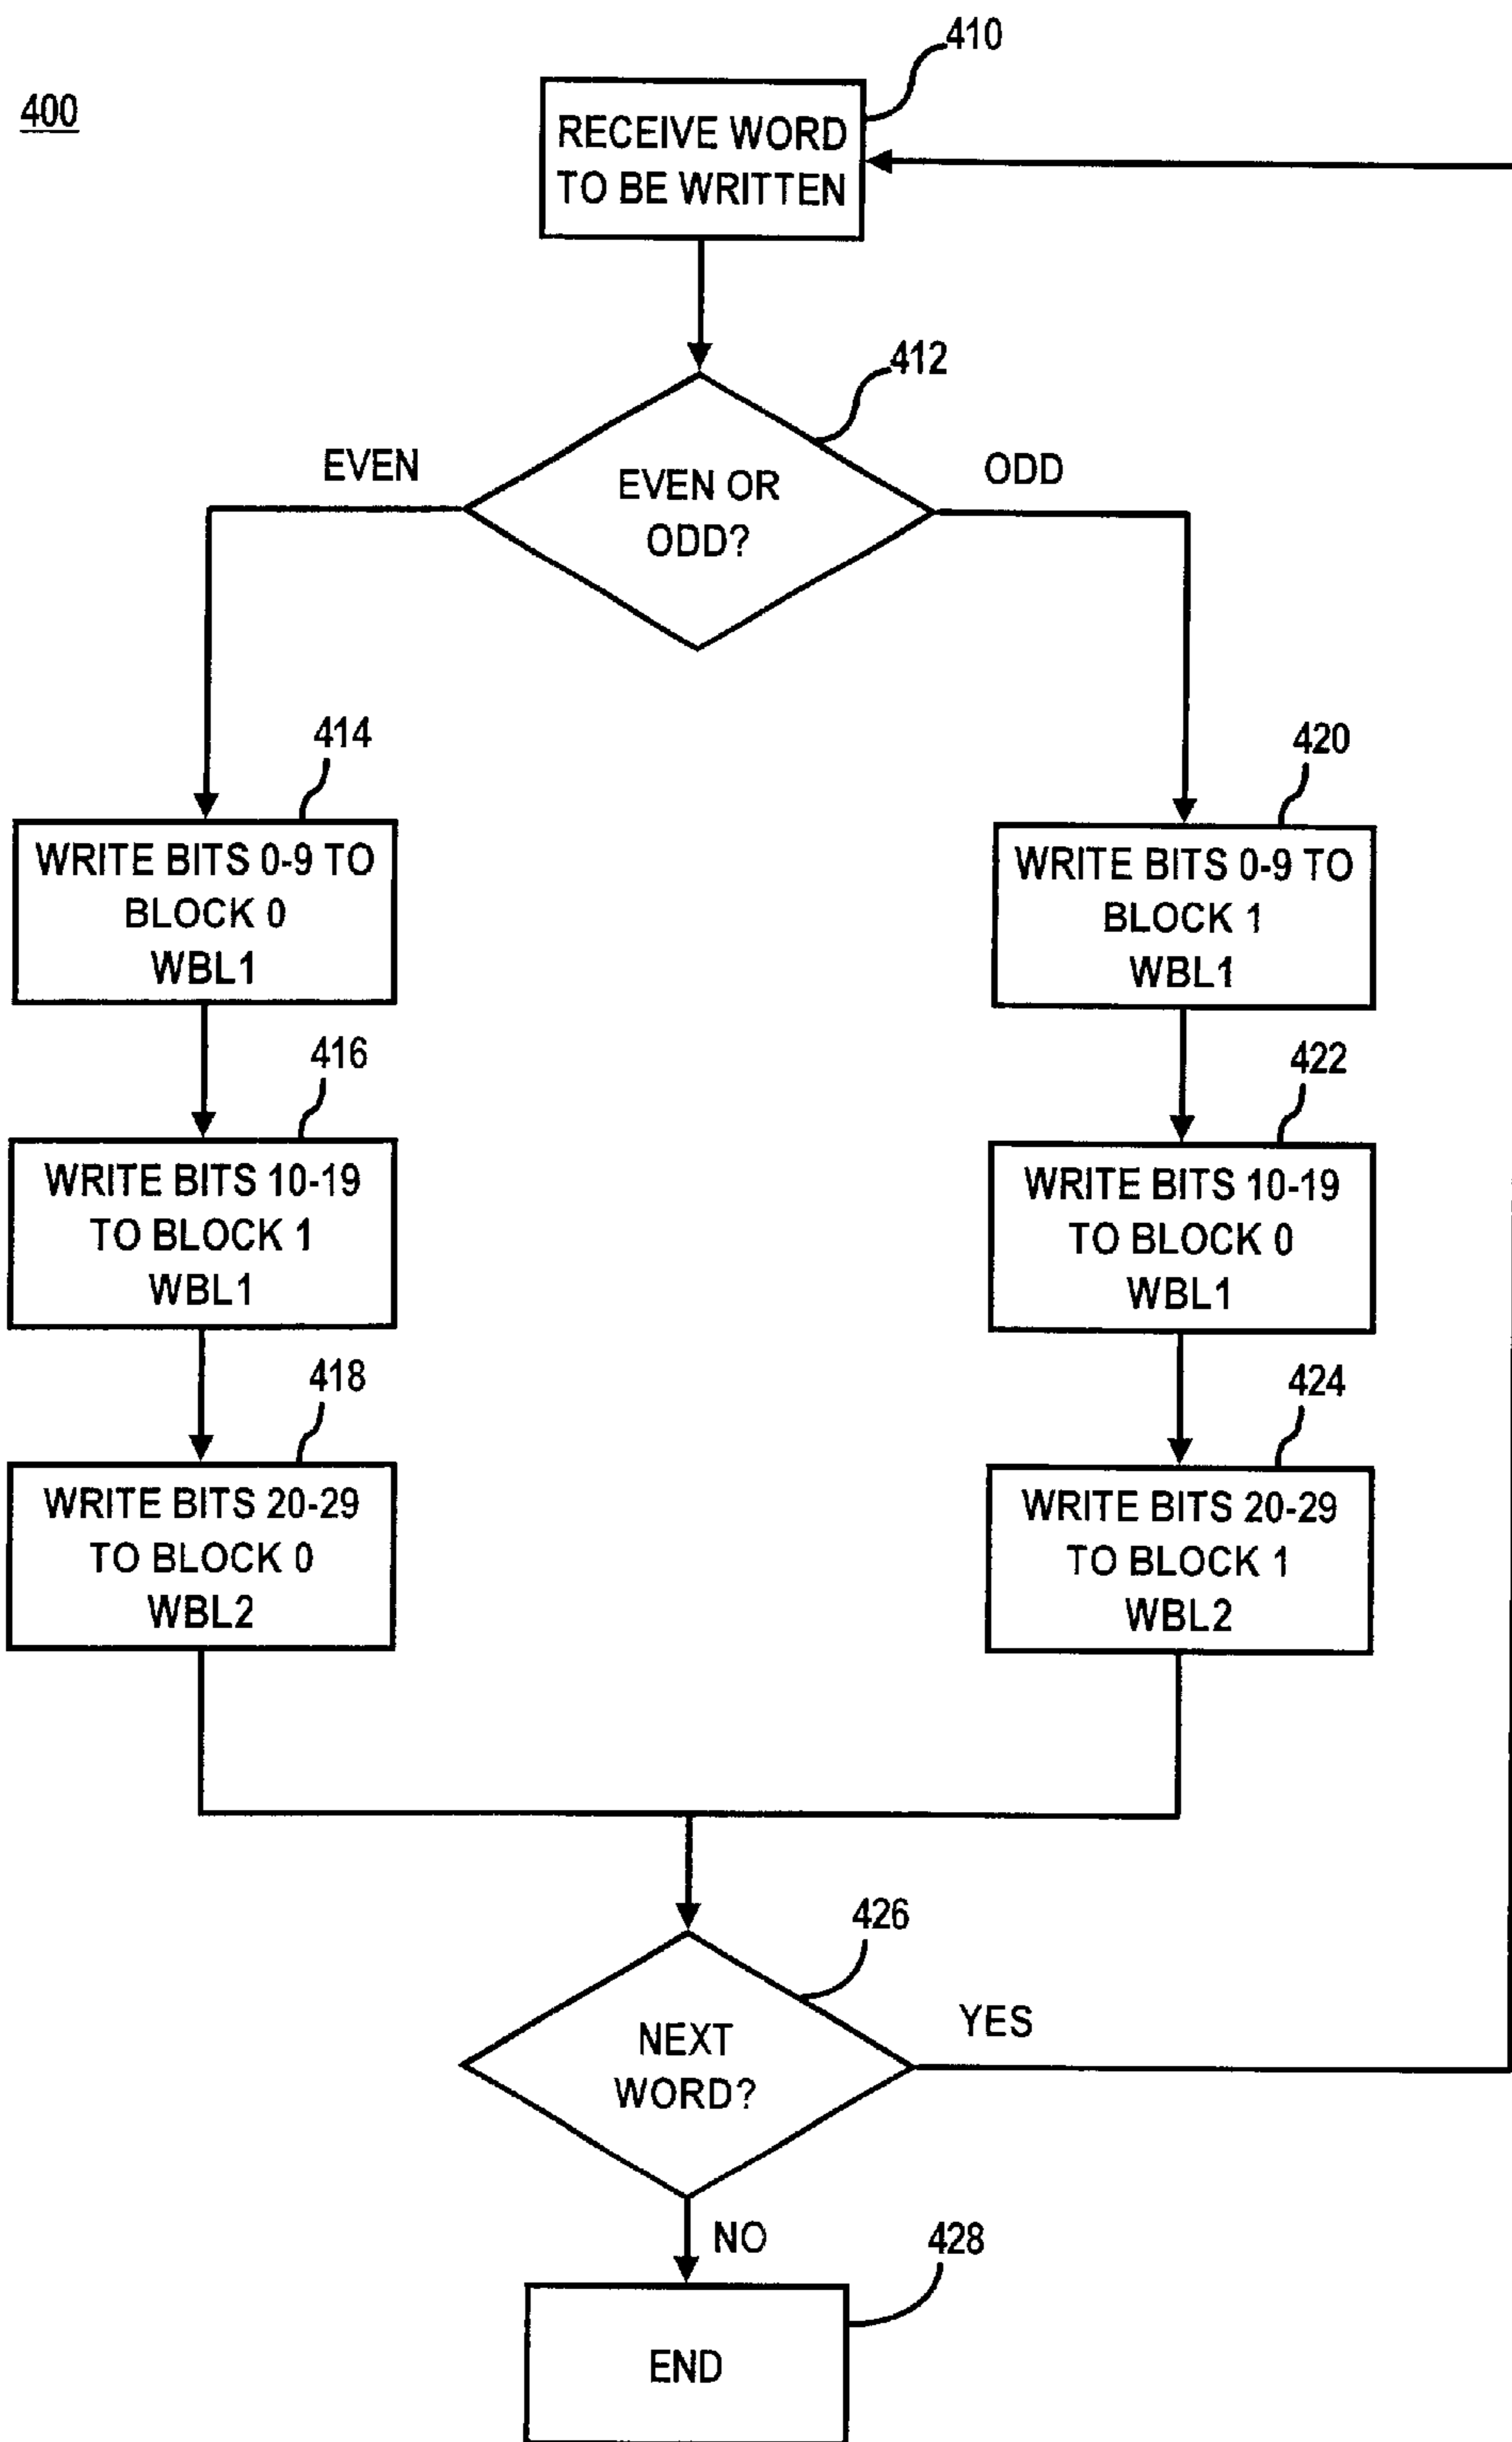 400
410
RECEIVE WORD
TO BE WRITTEN
412
EVEN
EVEN OR
ODD?
ODD
414
WRITE BITS 0-9 TO
BLOCK 0
WBL1
420
WRITE BITS 0-9 TO
BLOCK 1
WBL1
416
WRITE BITS 10-19
TO BLOCK 1
WBL1
422
WRITE BITS 10-19
TO BLOCK 0
WBL1
418
WRITE BITS 20-29
TO BLOCK 0
WBL2
424
WRITE BITS 20-29
TO BLOCK 1
WBL2
426
NEXT
WORD?
YES
NO
428
END